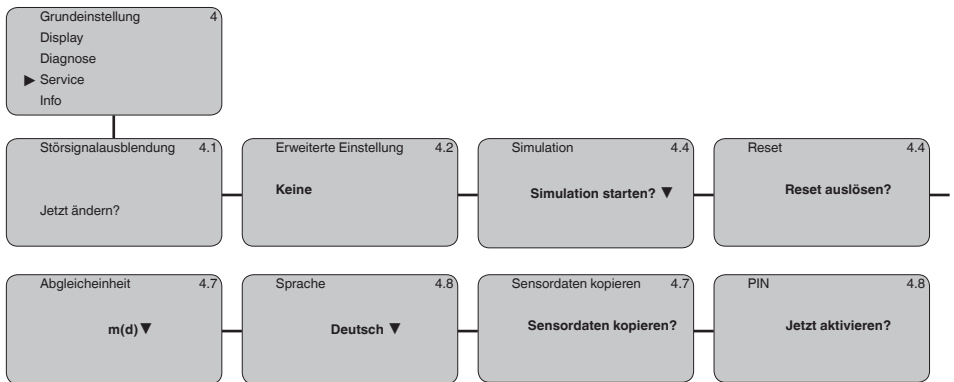 Grundeinstellung 4
Display
Diagnose
▶ Service
Info
Störsignalausblendung 4.1
Jetzt ändern?
Erweiterte Einstellung 4.2
Keine
Simulation 4.4
Simulation starten? ▼
Reset 4.4
Reset auslösen?
Abgleicheinheit 4.7
m(d) ▼
Sprache 4.8
Deutsch ▼
Sensordaten kopieren 4.7
Sensordaten kopieren?
PIN 4.8
Jetzt aktivieren?